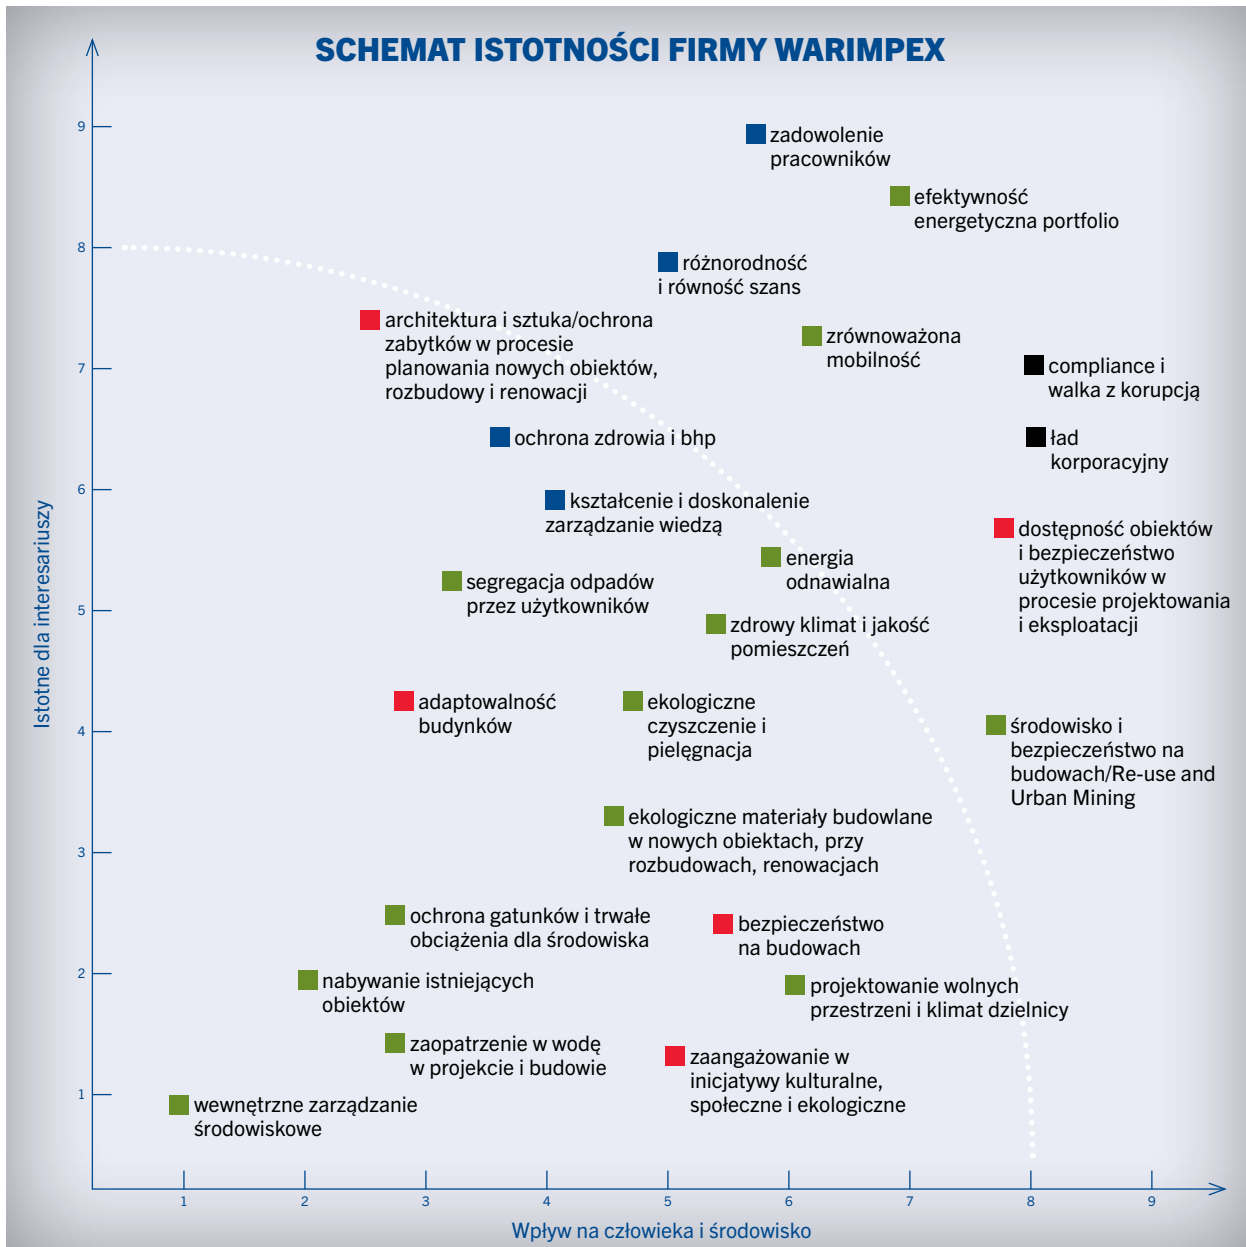 SCHEMAT ISTOTNOŚCI FIRMY WARIMPEX
9
zadowolenie
pracowników
efektywność
energetyczna portfolio
8
różnorodność
i równość szans
architektura i sztuka/ochrona
zabytków w procesie
planowania nowych obiektów,
rozbudowy i renowacji
zrównoważona
mobilność
7
compliance i
walka z korupcją
ochrona zdrowia i bhp
ład
korporacyjny
6
kształcenie i doskonalenie
zarządzanie wiedzą
dostępność obiektów
i bezpieczeństwo
użytkowników w
procesie projektowania
i eksploatacji
energia
odnawialna
segregacja odpadów
przez użytkowników
5
zdrowy klimat i jakość
pomieszczeń
Istotne dla interesariuszy
adaptowalność
budynków
ekologiczne
czyszczenie i
pielęgnacja
4
środowisko i
bezpieczeństwo na
budowach/Re-use and
Urban Mining
ekologiczne materiały budowlane
w nowych obiektach, przy
rozbudowach, renowacjach
3
ochrona gatunków i trwałe
obciążenia dla środowiska
bezpieczeństwo
na budowach
2
nabywanie istniejących
obiektów
projektowanie wolnych
przestrzeni i klimat dzielnicy
zaopatrzenie w wodę
w projekcie i budowie
zaangażowanie w
inicjatywy kulturalne,
społeczne i ekologiczne
1
wewnętrzne zarządzanie
środowiskowe
1 2 3 4 5 6 7 8 9
Wpływ na człowieka i środowisko